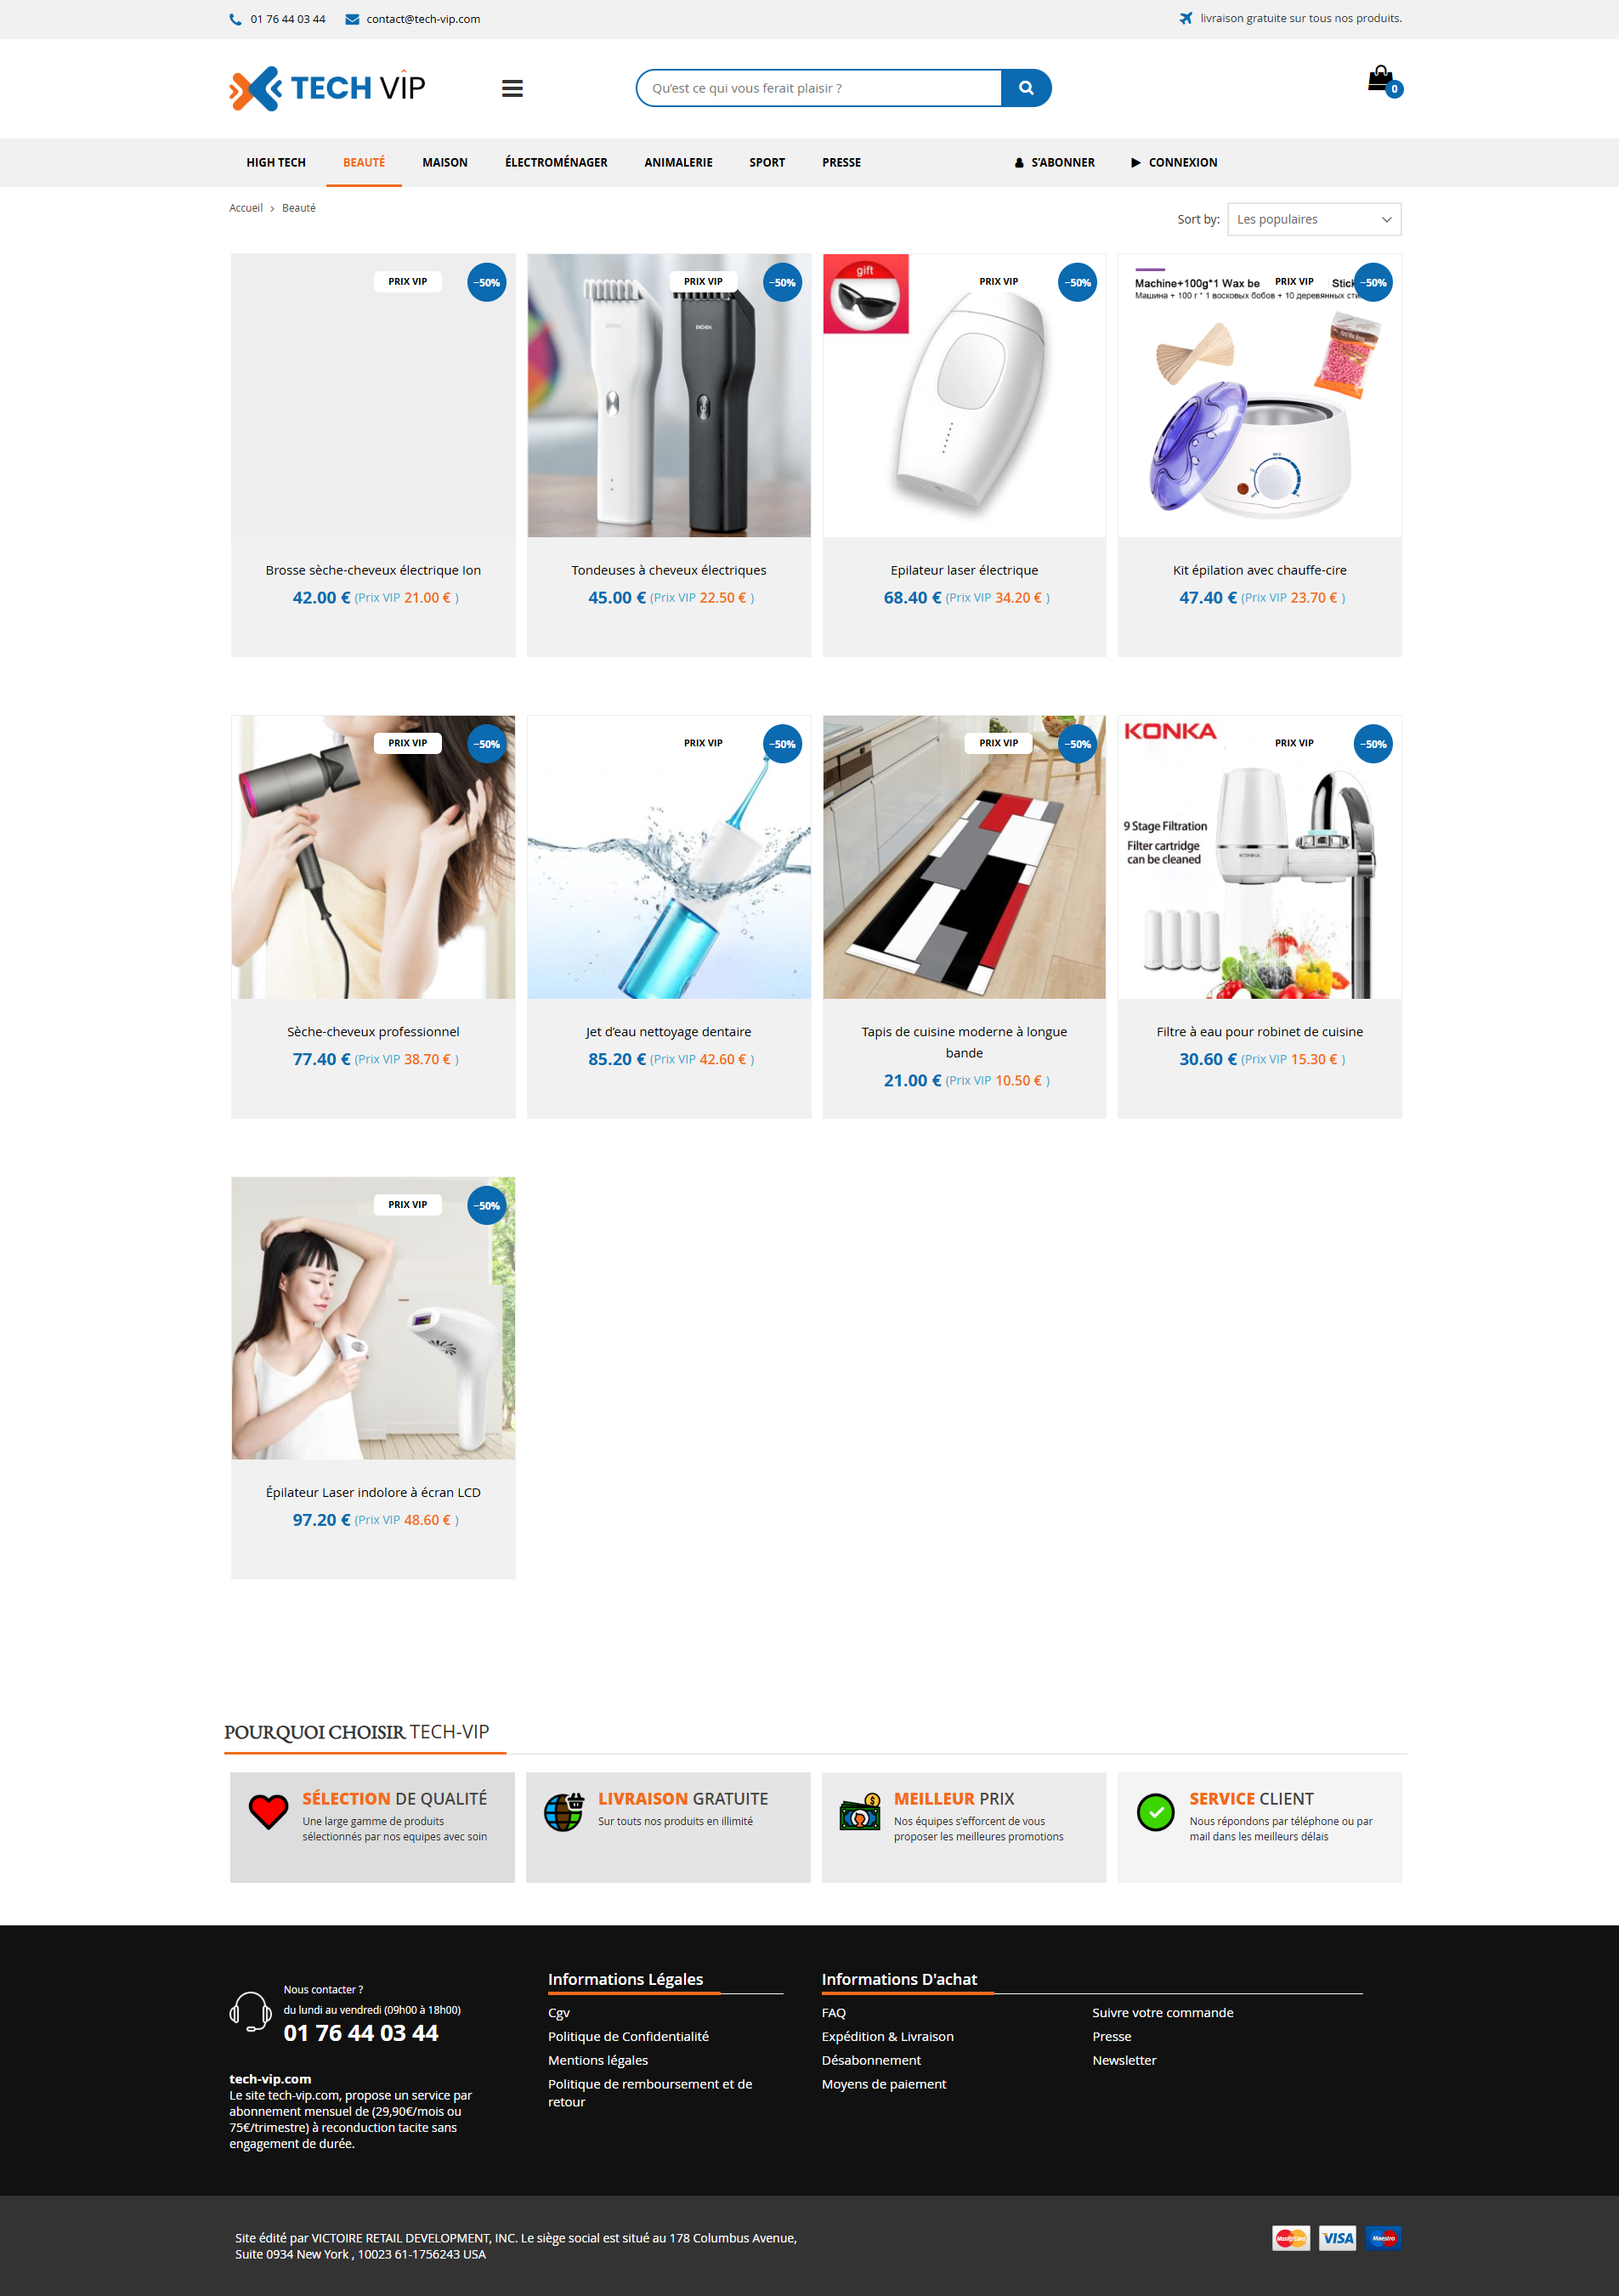 01 76 44 03 44
contact@tech-vip.com
livraison gratuite sur tous nos produits.
TECH VIP
Qu'est ce qui vous ferait plaisir ?
0
HIGH TECH
BEAUTÉ
MAISON
ÉLECTROMÉNAGER
ANIMALERIE
SPORT
PRESSE
S'ABONNER
CONNEXION
Accueil > Beauté
Sort by:
Les populaires
PRIX VIP
-50%
PRIX VIP
-50%
gift
PRIX VIP
-50%
Machine+100g*1 Wax be
Stick
PRIX VIP
-50%
Машина + 100 г * 1 восковых бобов + 10 деревянных
Brosse sèche-cheveux électrique Ion
42.00 € (Prix VIP 21.00 € )
Tondeuses à cheveux électriques
45.00 € (Prix VIP 22.50 € )
Epilateur laser électrique
68.40 € (Prix VIP 34.20 € )
Kit épilation avec chauffe-cire
47.40 € (Prix VIP 23.70 € )
PRIX VIP
-50%
PRIX VIP
-50%
PRIX VIP
-50%
KONKA
PRIX VIP
-50%
9 Stage Filtration
Filter cartridge
can be cleaned
KONKA
Sèche-cheveux professionnel
77.40 € (Prix VIP 38.70 € )
Jet d'eau nettoyage dentaire
85.20 € (Prix VIP 42.60 € )
Tapis de cuisine moderne à longue
bande
21.00 € (Prix VIP 10.50 € )
Filtre à eau pour robinet de cuisine
30.60 € (Prix VIP 15.30 € )
PRIX VIP
-50%
Épilateur Laser indolore à écran LCD
97.20 € (Prix VIP 48.60 € )
POURQUOI CHOISIR TECH-VIP
SÉLECTION DE QUALITÉ
Une large gamme de produits
sélectionnés par nos equipes avec soin
LIVRAISON GRATUITE
Sur touts nos produits en illimité
MEILLEUR PRIX
Nos équipes s'efforcent de vous
proposer les meilleures promotions
SERVICE CLIENT
Nous répondons par téléphone ou par
mail dans les meilleurs délais
Nous contacter ?
du lundi au vendredi (09h00 à 18h00)
01 76 44 03 44
tech-vip.com
Le site tech-vip.com, propose un service par
abonnement mensuel de (29,90€/mois ou
75€/trimestre) à reconduction tacite sans
engagement de durée.
Informations Légales
Cgv
Politique de Confidentialité
Mentions légales
Politique de remboursement et de
retour
Informations D'achat
FAQ
Expédition & Livraison
Désabonnement
Moyens de paiement
Suivre votre commande
Presse
Newsletter
Site édité par VICTOIRE RETAIL DEVELOPMENT, INC. Le siège social est situé au 178 Columbus Avenue,
Suite 0934 New York , 10023 61-1756243 USA
MasterCard
VISA
Maestro